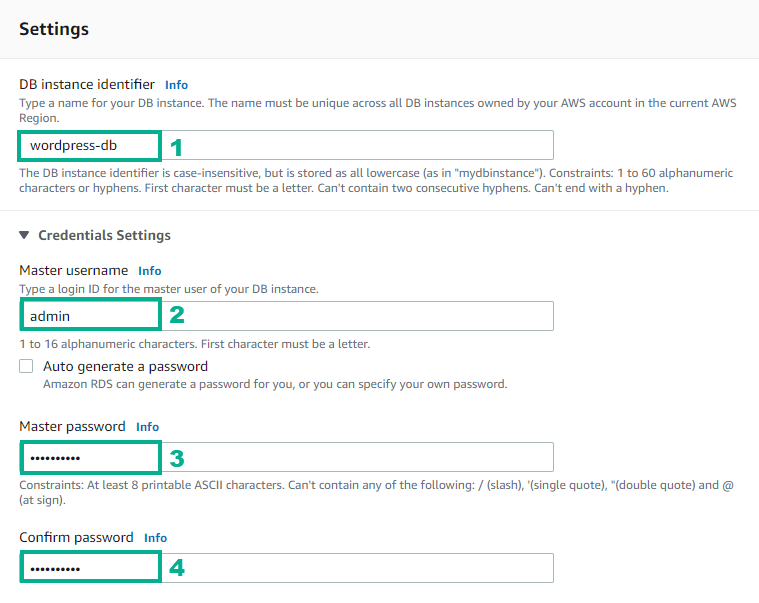 Settings
DB instance identifier Info
Type a name for your DB instance. The name must be unique across all DB instances owned by your AWS account in the current AWS
Region.
wordpress-db 1
The DB instance identifier is case-insensitive, but is stored as all lowercase (as in "mydbinstance"). Constraints: 1 to 60 alphanumeric
characters or hyphens. First character must be a letter. Can't contain two consecutive hyphens. Can't end with a hyphen.
Credentials Settings
Master username Info
Type a login ID for the master user of your DB instance.
admin 2
1 to 16 alphanumeric characters. First character must be a letter.
Auto generate a password
Amazon RDS can generate a password for you, or you can specify your own password.
Master password Info
•••••••••• 3
Constraints: At least 8 printable ASCII characters. Can't contain any of the following: / (slash), '(single quote), "(double quote) and @
(at sign).
Confirm password Info
•••••••••• 4